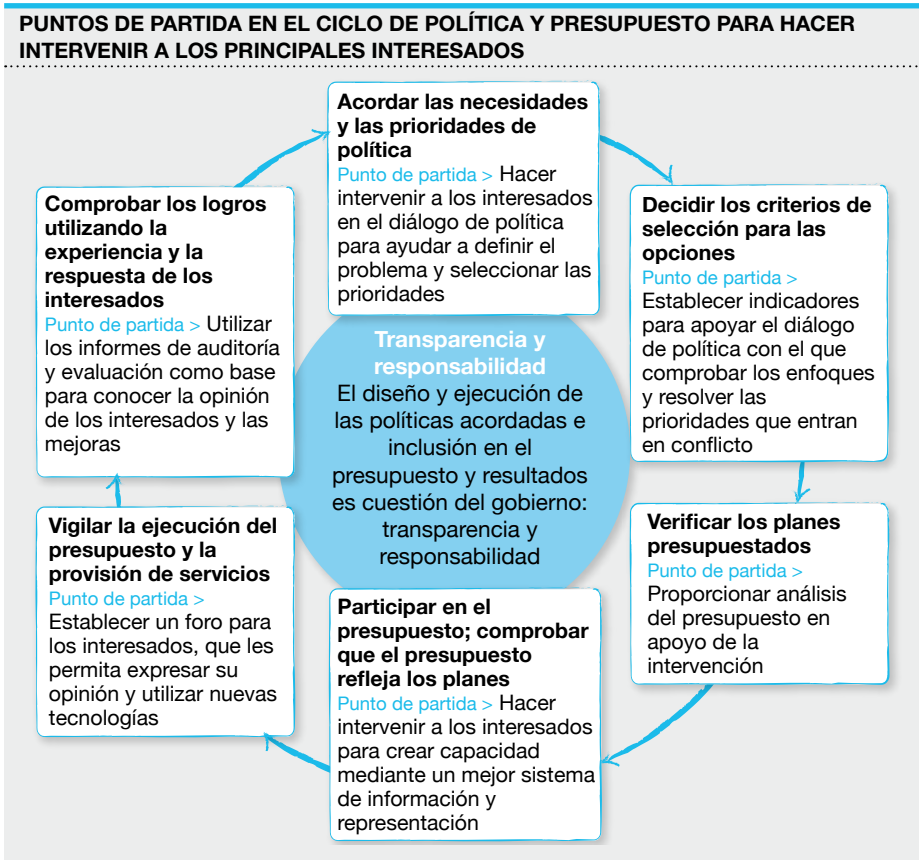 PUNTOS DE PARTIDA EN EL CICLO DE POLÍTICA Y PRESUPUESTO PARA HACER
INTERVENIR A LOS PRINCIPALES INTERESADOS
Acordar las necesidades
y las prioridades de
política
Punto de partida > Hacer
intervenir a los interesados
en el diálogo de política
para ayudar a definir el
problema y seleccionar las
prioridades
Decidir los criterios de
selección para las
opciones
Punto de partida >
Establecer indicadores
para apoyar el diálogo
de política con el que
comprobar los enfoques
y resolver las
prioridades que entran
en conflicto
Verificar los planes
presupuestados
Punto de partida >
Proporcionar análisis
del presupuesto en
apoyo de la
intervención
Participar en el
presupuesto; comprobar
que el presupuesto
refleja los planes
Punto de partida > Hacer
intervenir a los interesados
para crear capacidad
mediante un mejor sistema
de información y
representación
Vigilar la ejecución del
presupuesto y la
provisión de servicios
Punto de partida >
Establecer un foro para
los interesados, que les
permita expresar su
opinión y utilizar nuevas
tecnologías
Comprobar los logros
utilizando la
experiencia y la
respuesta de los
interesados
Punto de partida > Utilizar
los informes de auditoría
y evaluación como base
para conocer la opinión
de los interesados y las
mejoras
Transparencia y
responsabilidad
El diseño y ejecución de
las políticas acordadas e
inclusión en el
presupuesto y resultados
es cuestión del gobierno:
transparencia y
responsabilidad